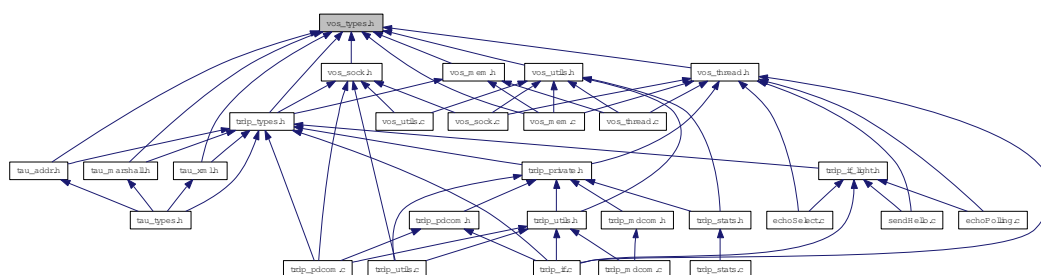 vos_types.h
vos_sock.h
vos_mem.h
vos_utils.h
vos_thread.h
trdp_types.h
vos_utils.c
vos_sock.c
vos_mem.c
vos_thread.c
tau_addr.h
tau_marshall.h
tau_xml.h
trdp_private.h
trdp_if_light.h
tau_types.h
trdp_pdcom.h
trdp_utils.h
trdp_mdcom.h
trdp_stats.h
echoSelect.c
sendHello.c
echoPolling.c
trdp_pdcom.c
trdp_utils.c
trdp_if.c
trdp_mdcom.c
trdp_stats.c